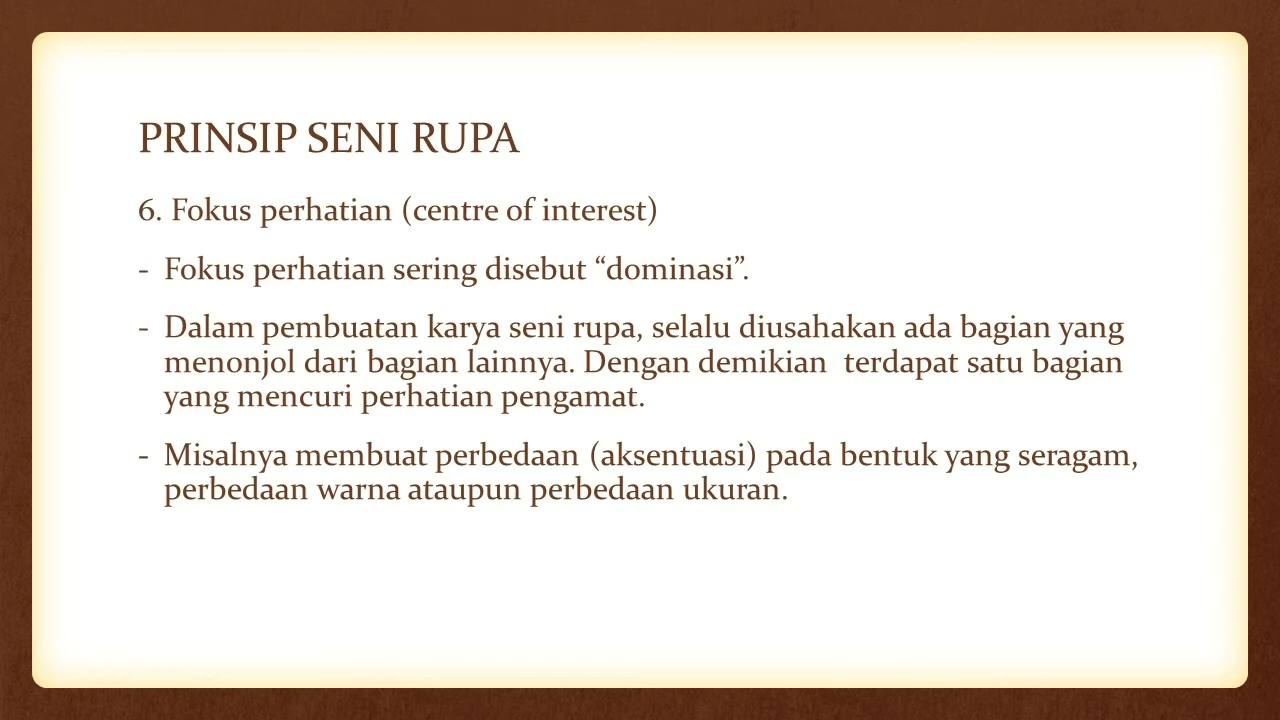 PRINSIP SENI RUPA
6. Fokus perhatian (centre of interest)
- Fokus perhatian sering disebut “dominasi”.
- Dalam pembuatan karya seni rupa, selalu diusahakan ada bagian yang
menonjol dari bagian lainnya. Dengan demikian  terdapat satu bagian
yang mencuri perhatian pengamat.
- Misalnya membuat perbedaan (aksentuasi) pada bentuk yang seragam,
perbedaan warna ataupun perbedaan ukuran.